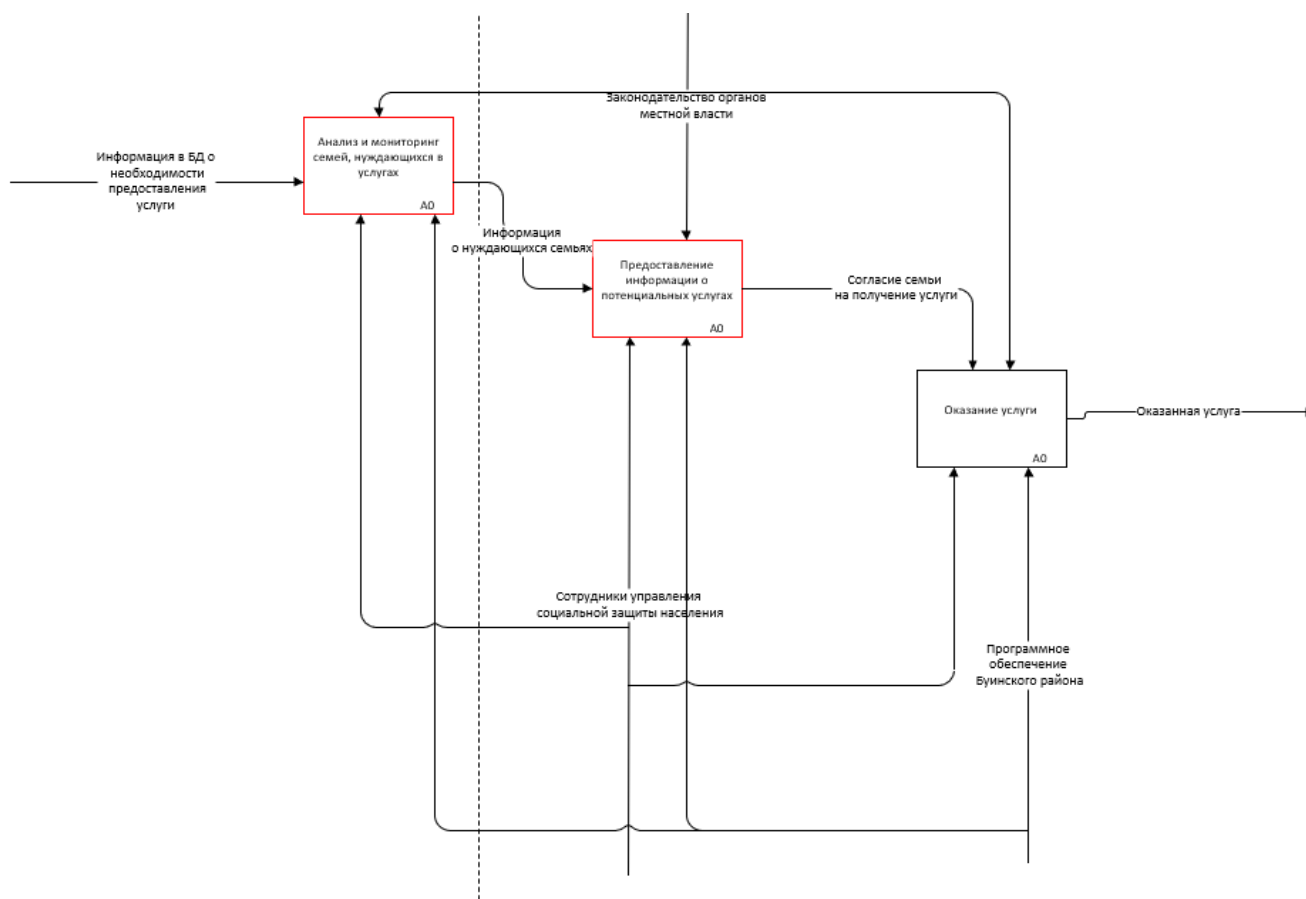 Законодательство органов
местной власти
Анализ и мониторинг
семей, нуждающихся в
услугах
A0
Информация в БД о
необходимости
предоставления
услуги
Информация
о нуждающихся семьях
Предоставление
информации о
потенциальных услугах
A0
Согласие семьи
на получение услуги
Оказание услуги
A0
Оказанная услуга
Сотрудники управления
социальной защиты населения
Программное
обеспечение
Буинского района